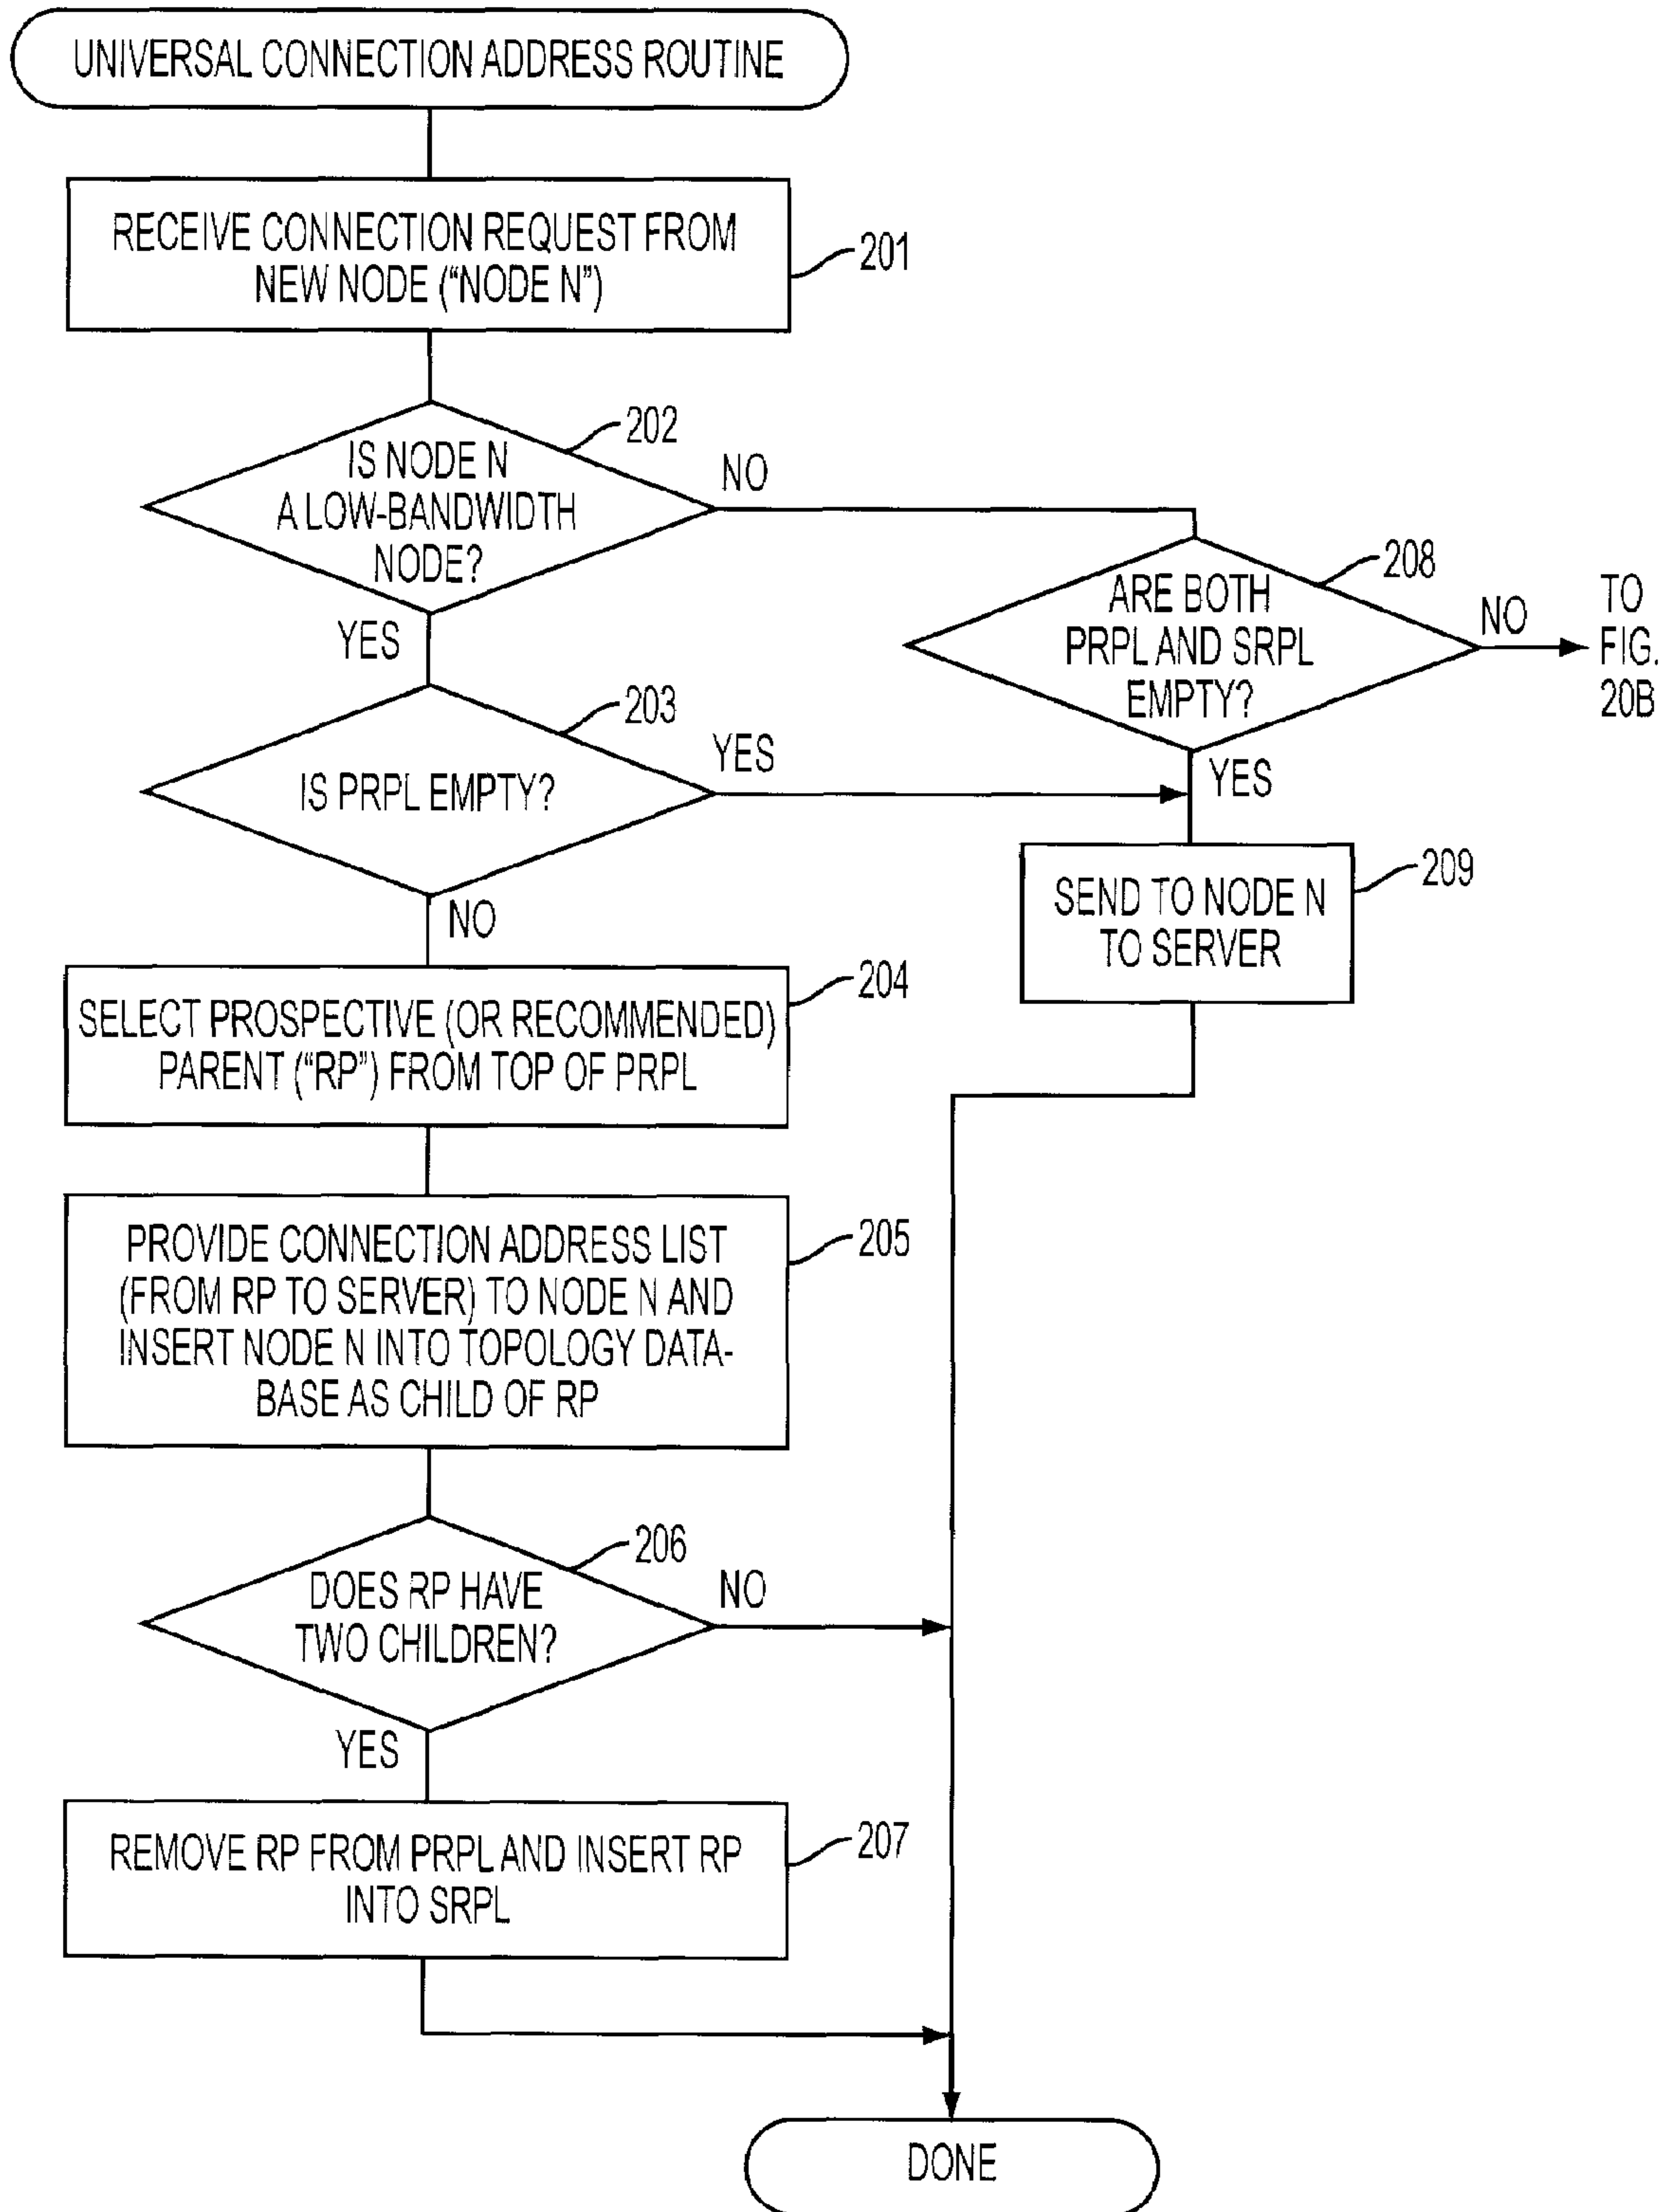 UNIVERSAL CONNECTION ADDRESS ROUTINE
RECEIVE CONNECTION REQUEST FROM
NEW NODE (“NODE N”)
201
IS NODE N
A LOW-BANDWIDTH
NODE?
202
NO
YES
ARE BOTH
PRPL AND SRPL
EMPTY?
208
NO
TO
FIG.
20B
YES
IS PRPL EMPTY?
203
YES
NO
SEND TO NODE N
TO SERVER
209
SELECT PROSPECTIVE (OR RECOMMENDED)
PARENT (“RP”) FROM TOP OF PRPL
204
PROVIDE CONNECTION ADDRESS LIST
(FROM RP TO SERVER) TO NODE N AND
INSERT NODE N INTO TOPOLOGY DATA-
BASE AS CHILD OF RP
205
DOES RP HAVE
TWO CHILDREN?
206
NO
YES
REMOVE RP FROM PRPL AND INSERT RP
INTO SRPL
207
DONE